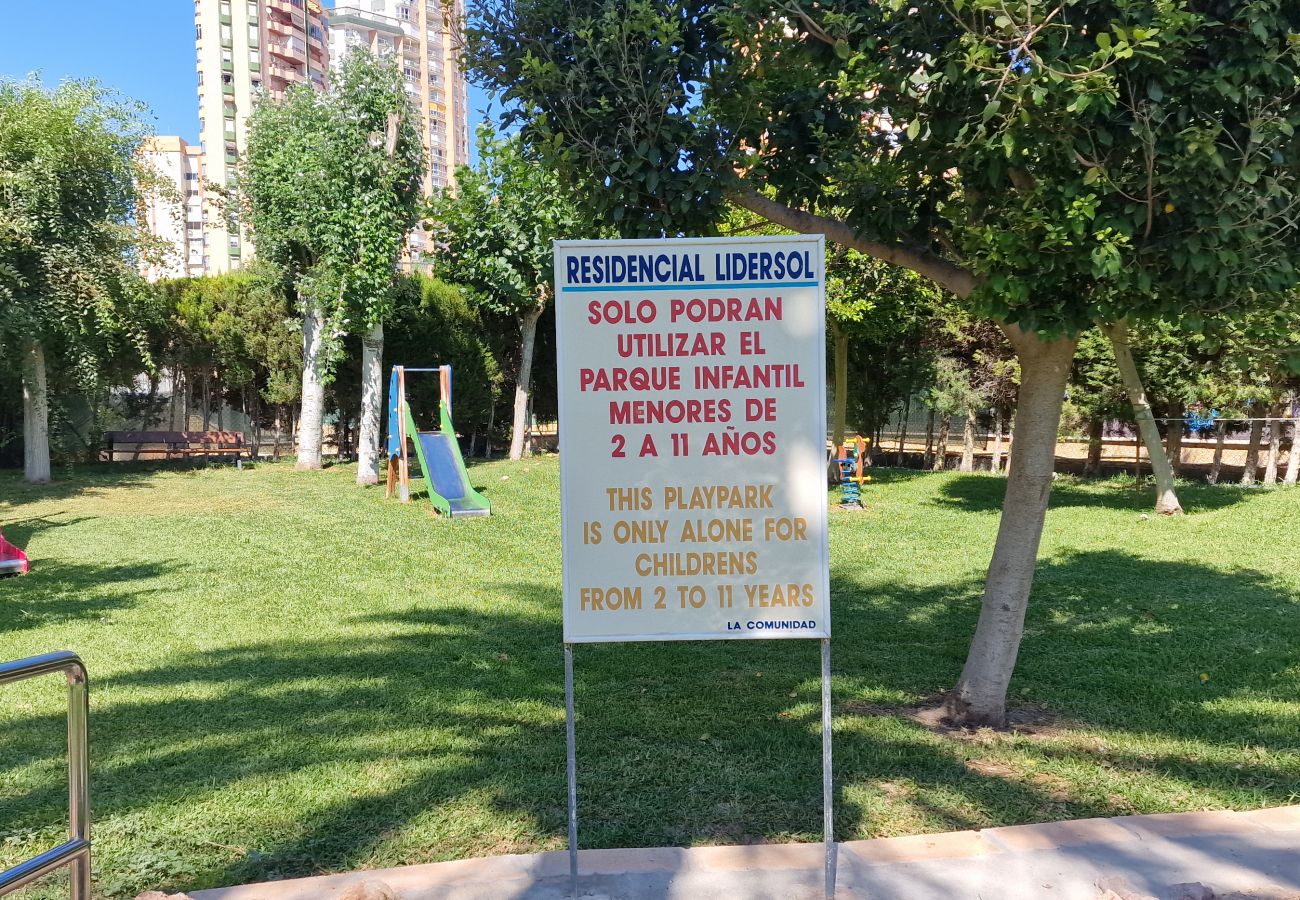 RESIDENCIAL LIDERSOL
SOLO PODRAN
UTILIZAR EL
PARQUE INFANTIL
MENORES DE
2 A 11 AÑOS
THIS PLAYPARK
IS ONLY ALONE FOR
CHILDRENS
FROM 2 TO 11 YEARS
LA COMUNIDAD